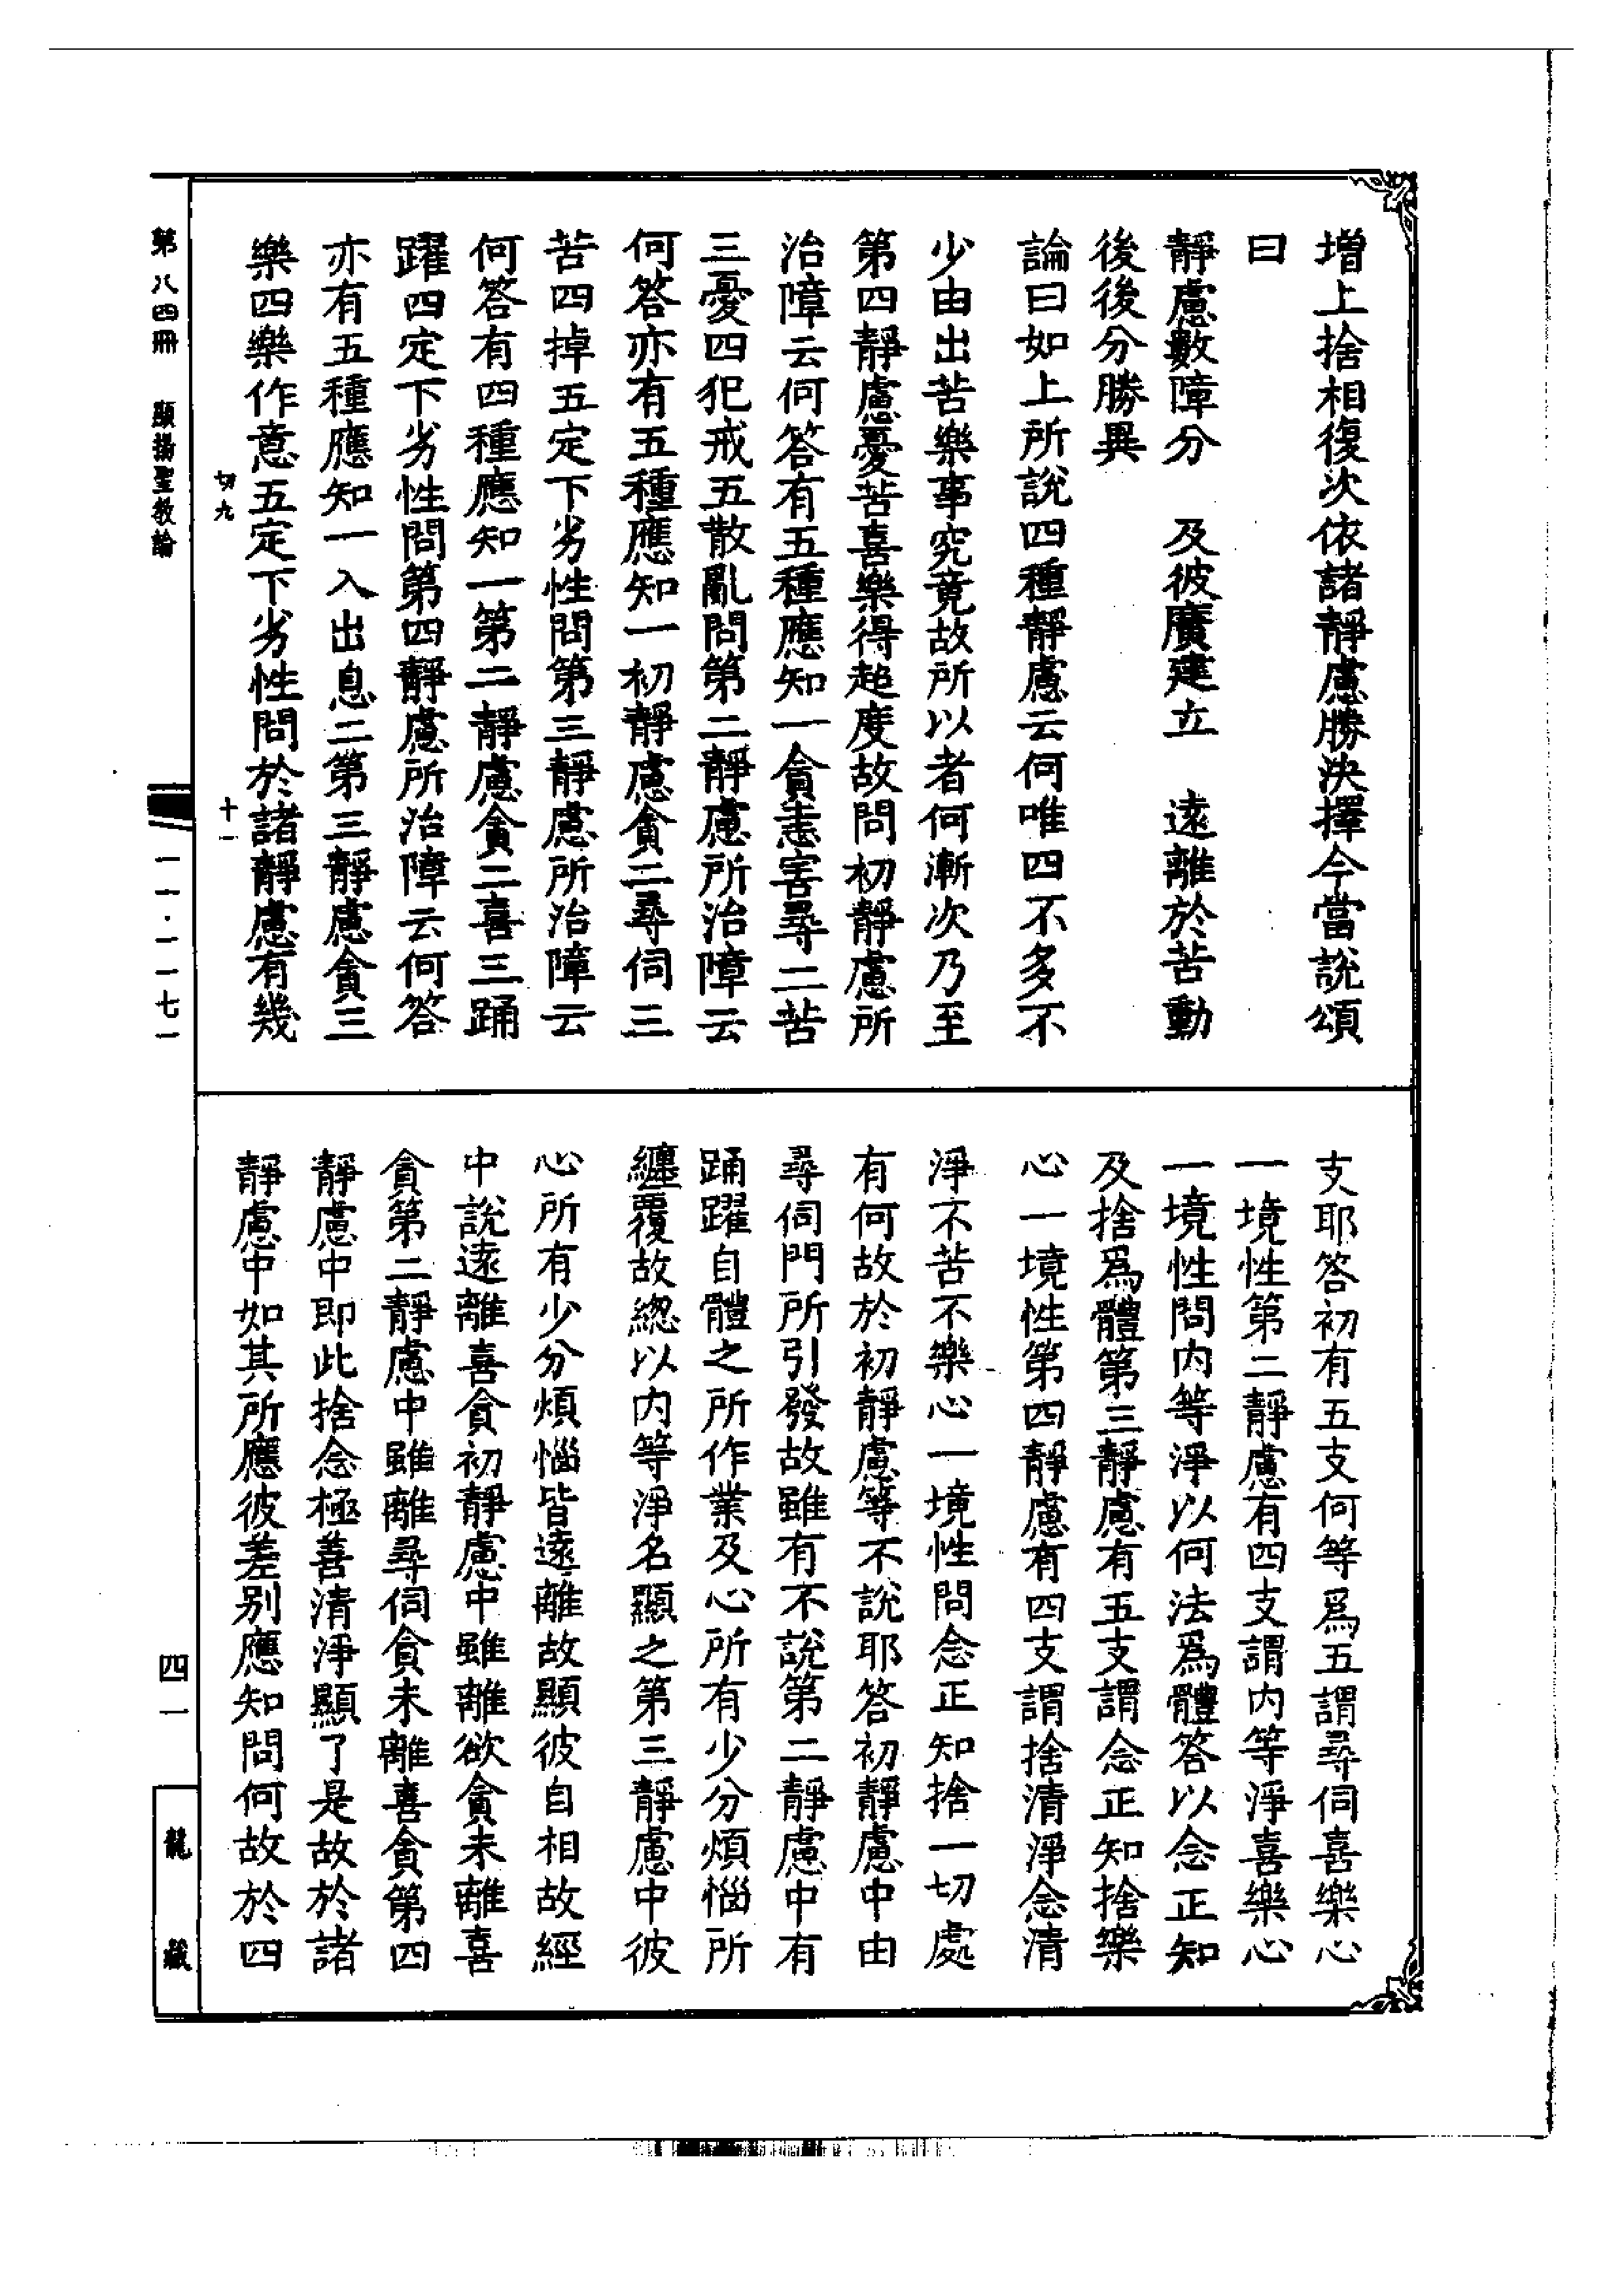 增上捨相復次依諸靜慮勝決擇今當說頌
曰
靜慮數障分　及彼廣建立　遠離於苦動
後後後分勝異
論曰如上所說四種靜慮云何唯四不多不
少由出苦樂事究竟故所以者何漸次乃至
第四靜慮憂苦喜樂得超度故問初靜慮所
治障云何答有五種應知一貪恚害尋二苦
三憂四犯戒五散亂問第二靜慮所治障云
何答亦有五種應知一初靜慮貪二尋伺三
苦四掉五定下劣性問第三靜慮所治障云
何答有四種應知一第二靜慮貪二喜三踊
躍四定下劣性問第四靜慮所治障云何答
亦有五種應知一入出息二第三靜慮貪三
樂四樂作意五定下劣性問於諸靜慮有幾
支耶答初有五支何等爲五謂尋伺喜樂心
一境性第二靜慮有四支謂內等淨喜樂心
一境性問內等淨以何法爲體答以念正知
及捨爲體第三靜慮有五支謂念正知捨樂
心一境性第四靜慮有四支謂捨清淨念清
淨不苦不樂心一境性問念正知捨一切處
有何故於初靜慮等不說耶答初靜慮中由
尋伺門所引發故雖有不說第二靜慮中有
踊躍自體之所作業及心所有少分煩惱所
纏覆故總以內等淨名顯之第三靜慮中彼
心所有少分煩惱皆遠離故顯彼自相故經
中說遠離喜貪初靜慮中雖離欲貪未離喜
貪第二靜慮中雖離尋伺貪未離喜貪第四
靜慮中即此捨念極善清淨顯了是故於諸
靜慮中如其所應彼差別應知問何故於四
切九
十一
第八四冊　顯揚聖教論
一一·一一七一
四一
龍藏